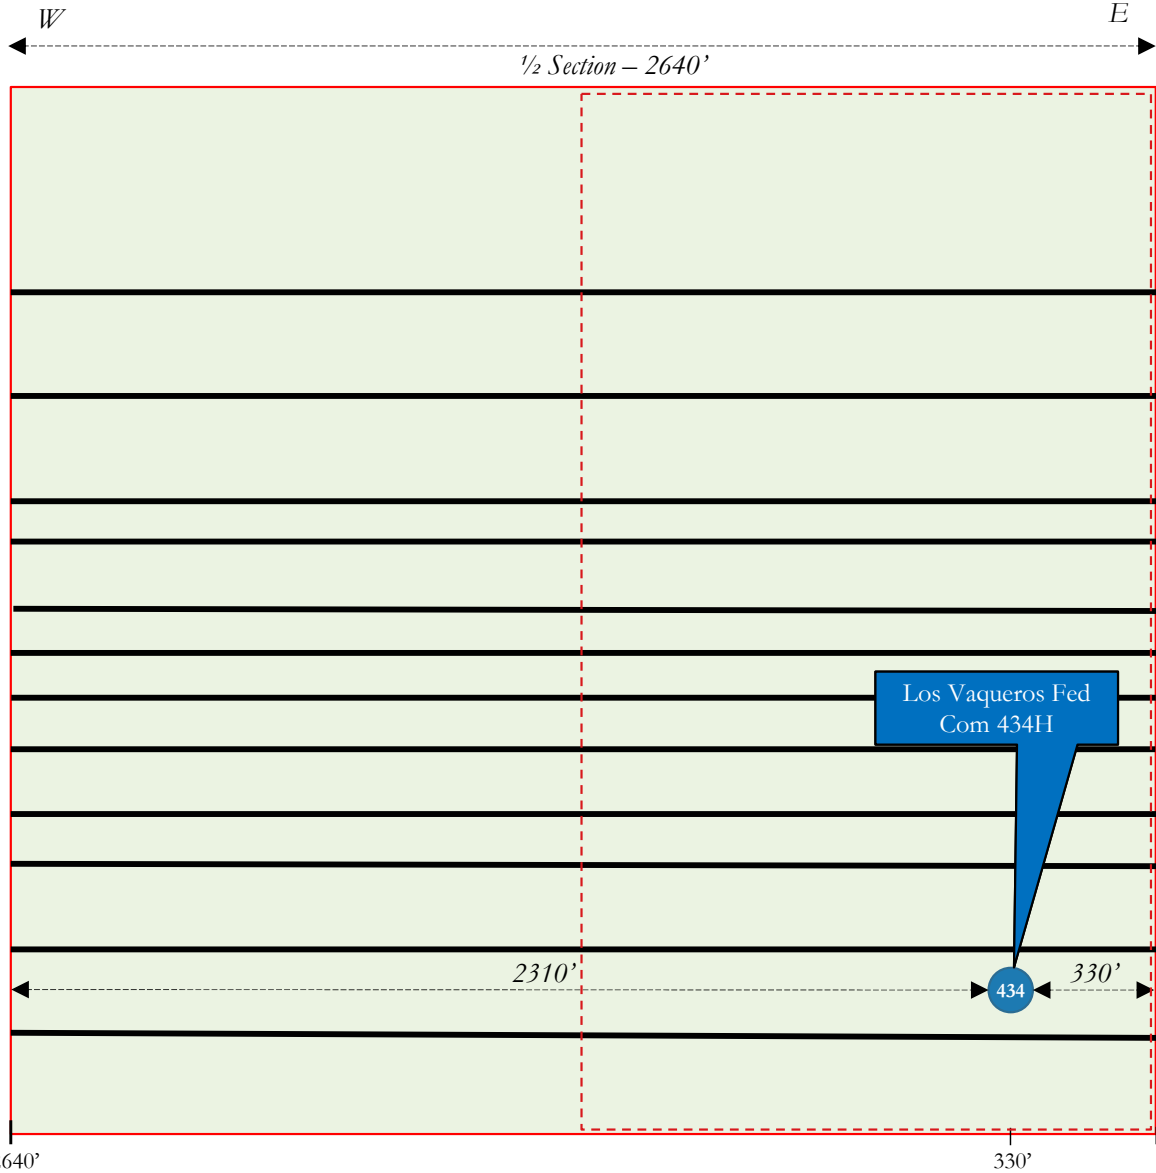 W
E
½ Section – 2640’
Los Vaqueros Fed
Com 434H
2310’
434
330’
640’
330’